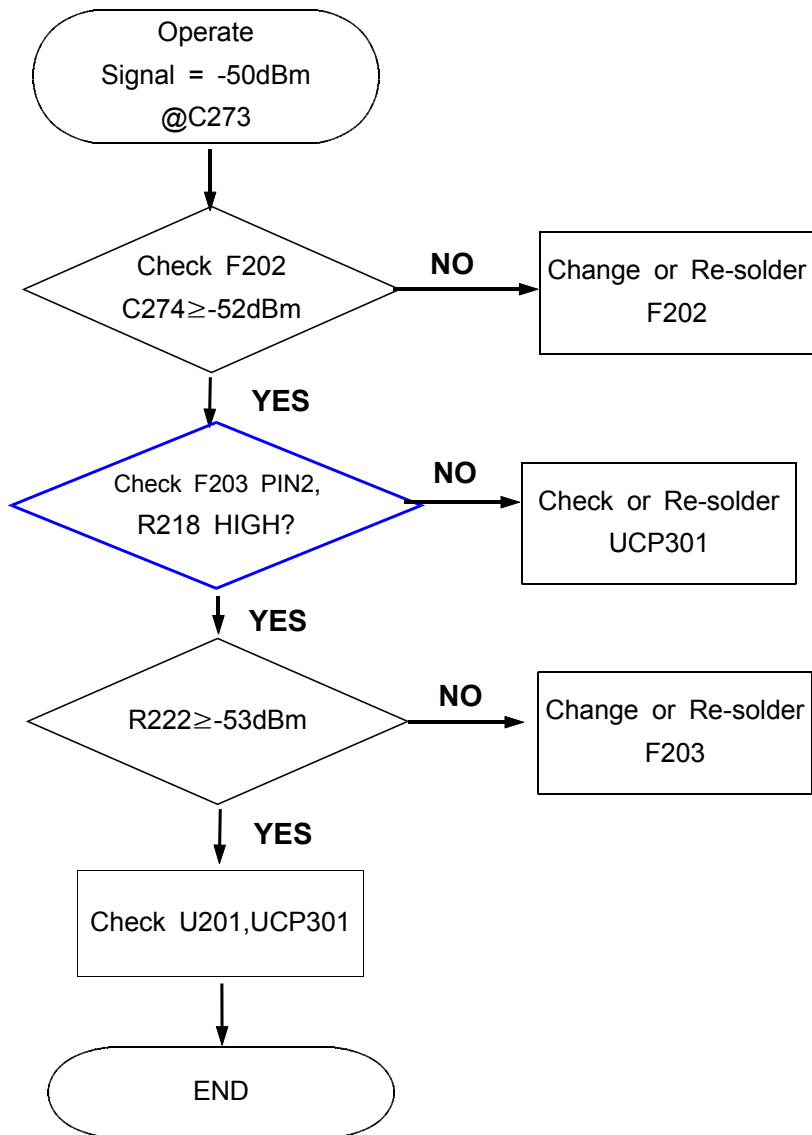 Operate
Signal = -50dBm
@C273
Check F202
C274≥-52dBm
NO
Change or Re-solder
F202
YES
Check F203 PIN2,
R218 HIGH?
NO
Check or Re-solder
UCP301
YES
R222≥-53dBm
NO
Change or Re-solder
F203
YES
Check U201,UCP301
END